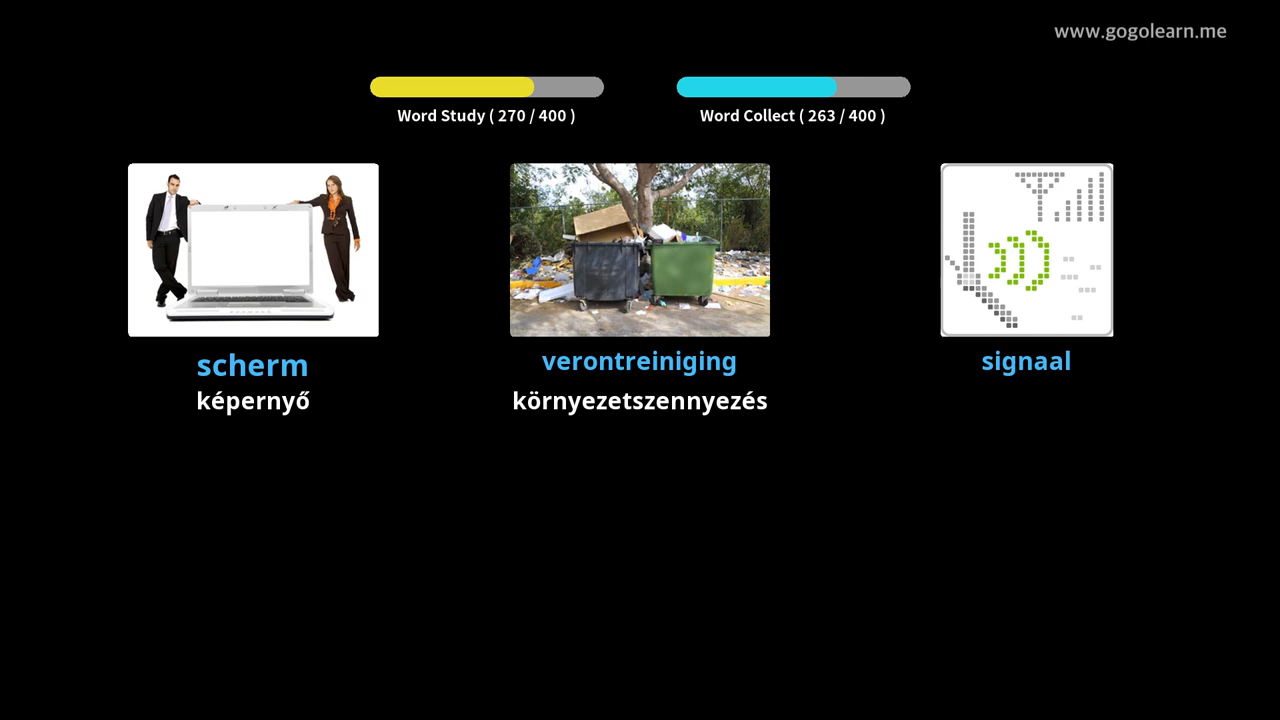 www.gogolearn.me
Word Study ( 270 / 400 )
Word Collect ( 263 / 400 )
scherm
képernyő
verontreiniging
környezetszennyezés
signaal